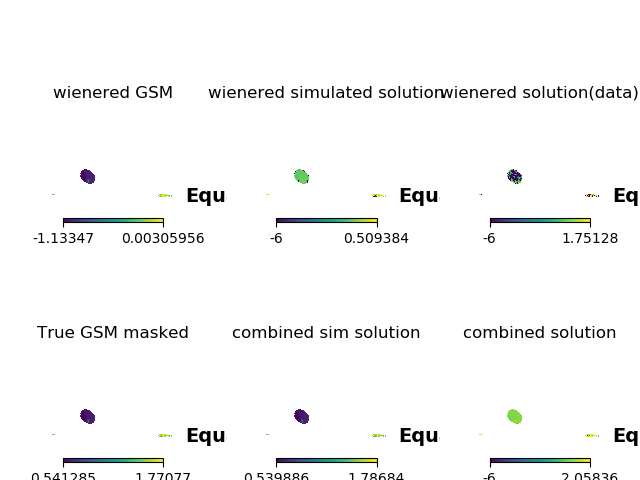 wienered GSM
wienered simulated solution
wienered solution(data)
Equ
Equ
Eq
-1.13347 0.00305956
-6 0.509384
-6 1.75128
True GSM masked
combined sim solution
combined solution
Equ
Equ
Eq
0.541285 1.77077
0.539886 1.78684
-6 2.05836